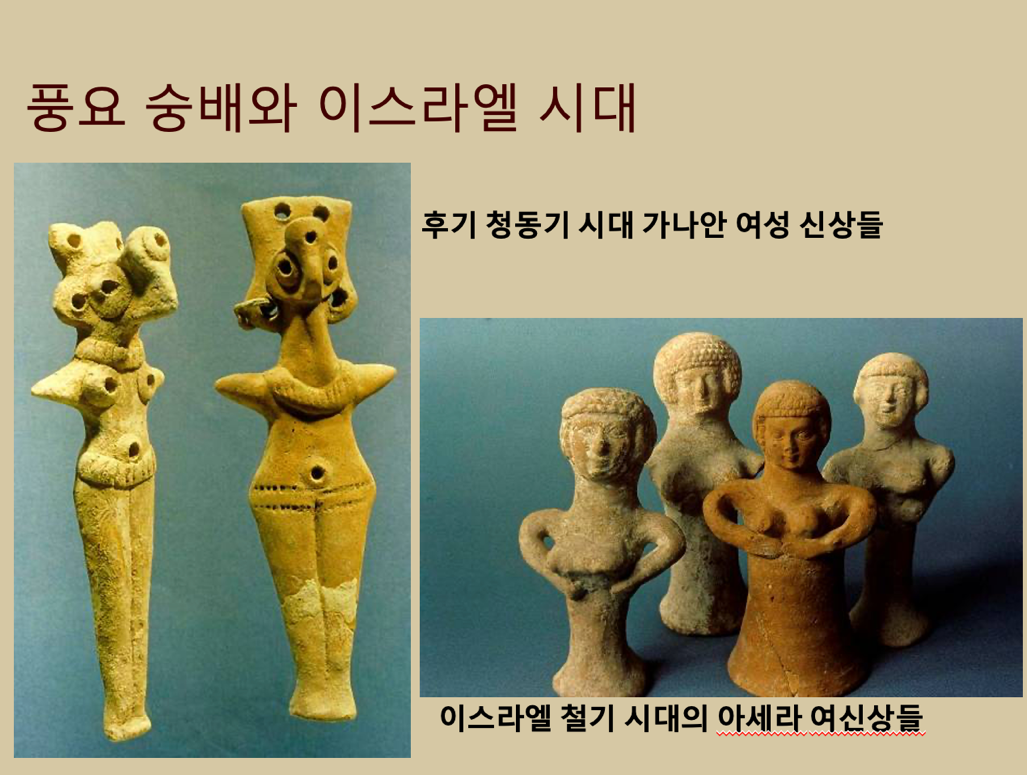 풍요 숭배와 이스라엘 시대
후기 청동기 시대 가나안 여성 신상들
이스라엘 철기 시대의 아세라 여신상들